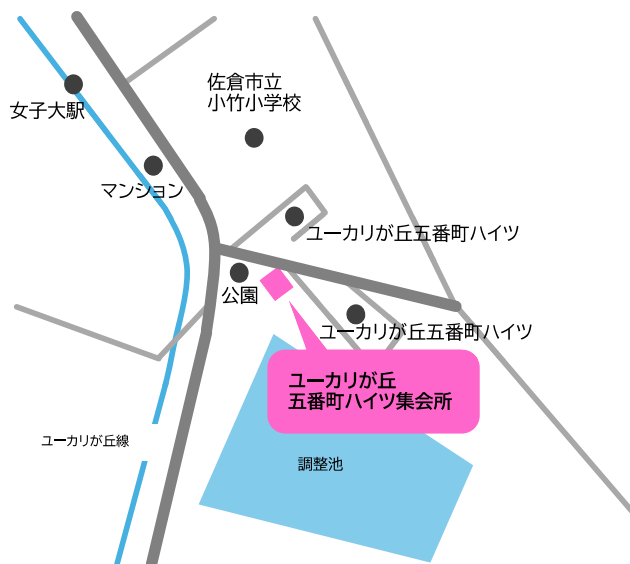 佐倉市立
小竹小学校
女子大駅
マンション
ユーカリが丘五番町ハイツ
公園
ユーカリが丘五番町ハイツ
ユーカリが丘
五番町ハイツ集会所
ユーカリが丘線
調整池